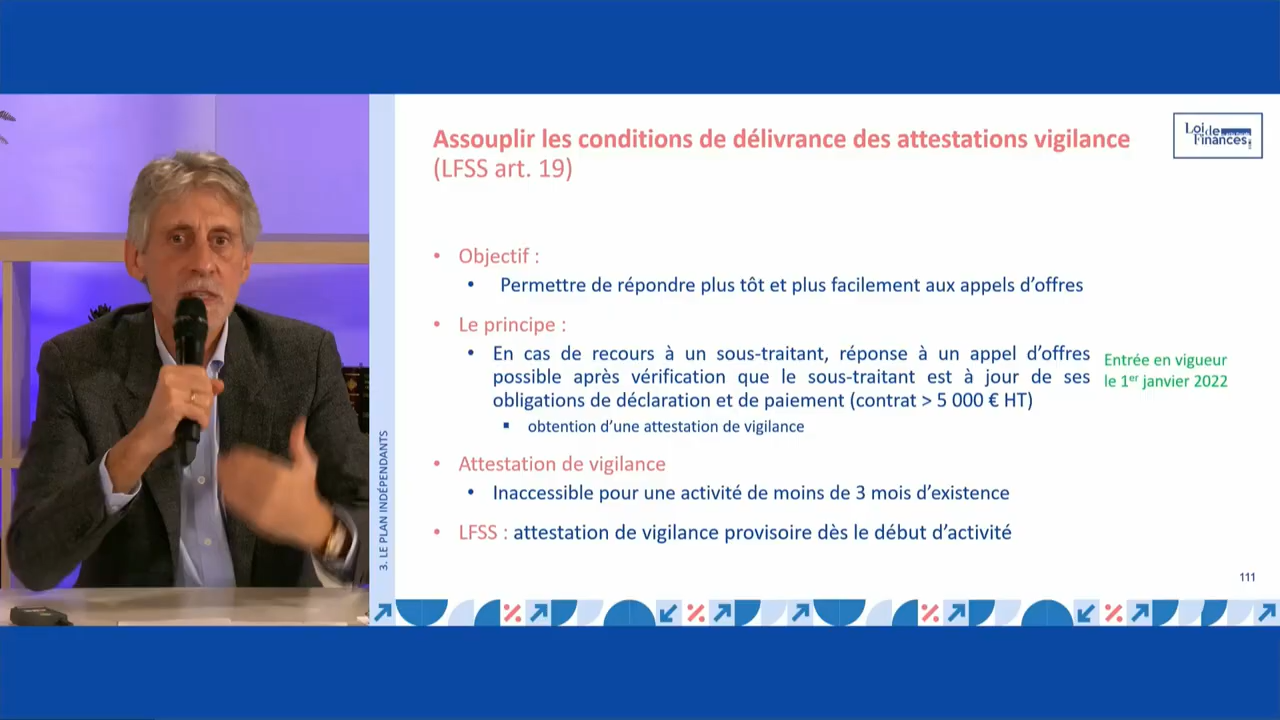 Assouplir les conditions de délivrance des attestations vigilance
(LFSS art. 19)
Loi de
Finances
• Objectif :
• Permettre de répondre plus tôt et plus facilement aux appels d'offres
• Le principe :
• En cas de recours à un sous-traitant, réponse à un appel d'offres
possible après vérification que le sous-traitant est à jour de ses
obligations de déclaration et de paiement (contrat > 5 000 € HT)
▪ obtention d'une attestation de vigilance
Entrée en vigueur
le 1er janvier 2022
• Attestation de vigilance
• Inaccessible pour une activité de moins de 3 mois d'existence
• LFSS : attestation de vigilance provisoire dès le début d'activité
3. LE PLAN INDÉPENDANTS
111